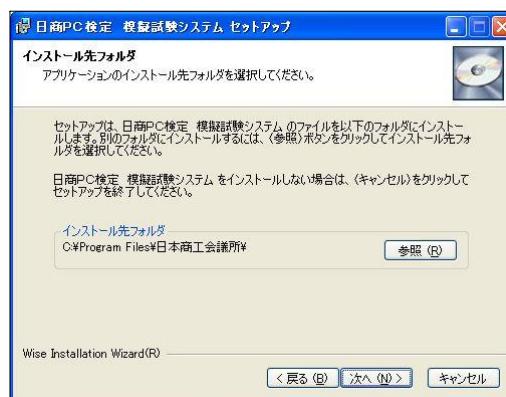 日商PC検定 模擬試験システム セットアップ
インストール先フォルダ
アプリケーションのインストール先フォルダを選択してください。
セットアップは、日商PC検定 模擬試験システム のファイルを以下のフォルダにインストー
ルします。別のフォルダにインストールするには、〈参照〉ボタンをクリックしてインストール先フォ
ルダを選択してください。
日商PC検定 模擬試験システム をインストールしない場合は、〈キャンセル〉をクリックして
セットアップを終了してください。
インストール先フォルダ
C:¥Program Files¥日本商工会議所¥
参照 (R)
Wise Installation Wizard(R)
< 戻る (B)
次へ (N) >
キャンセル